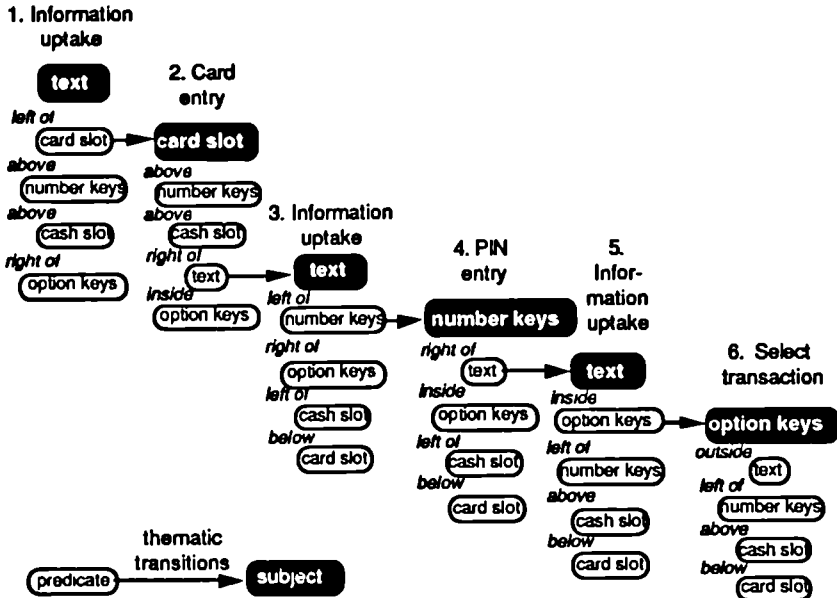 1. Information
uptake
text
left of
card slot
above
number keys
above
cash slot
right of
option keys
2. Card
entry
card slot
above
number keys
above
cash slot
right of
text
inside
option keys
3. Information
uptake
text
left of
number keys
right of
option keys
left of
cash slot
below
card slot
4. PIN
entry
number keys
right of
text
inside
option keys
left of
cash slot
below
card slot
5.
Infor-
mation
uptake
text
inside
option keys
left of
number keys
above
cash slot
below
card slot
6. Select
transaction
option keys
outside
text
left of
number keys
above
cash slot
below
card slot
thematic
transitions
predicate
subject